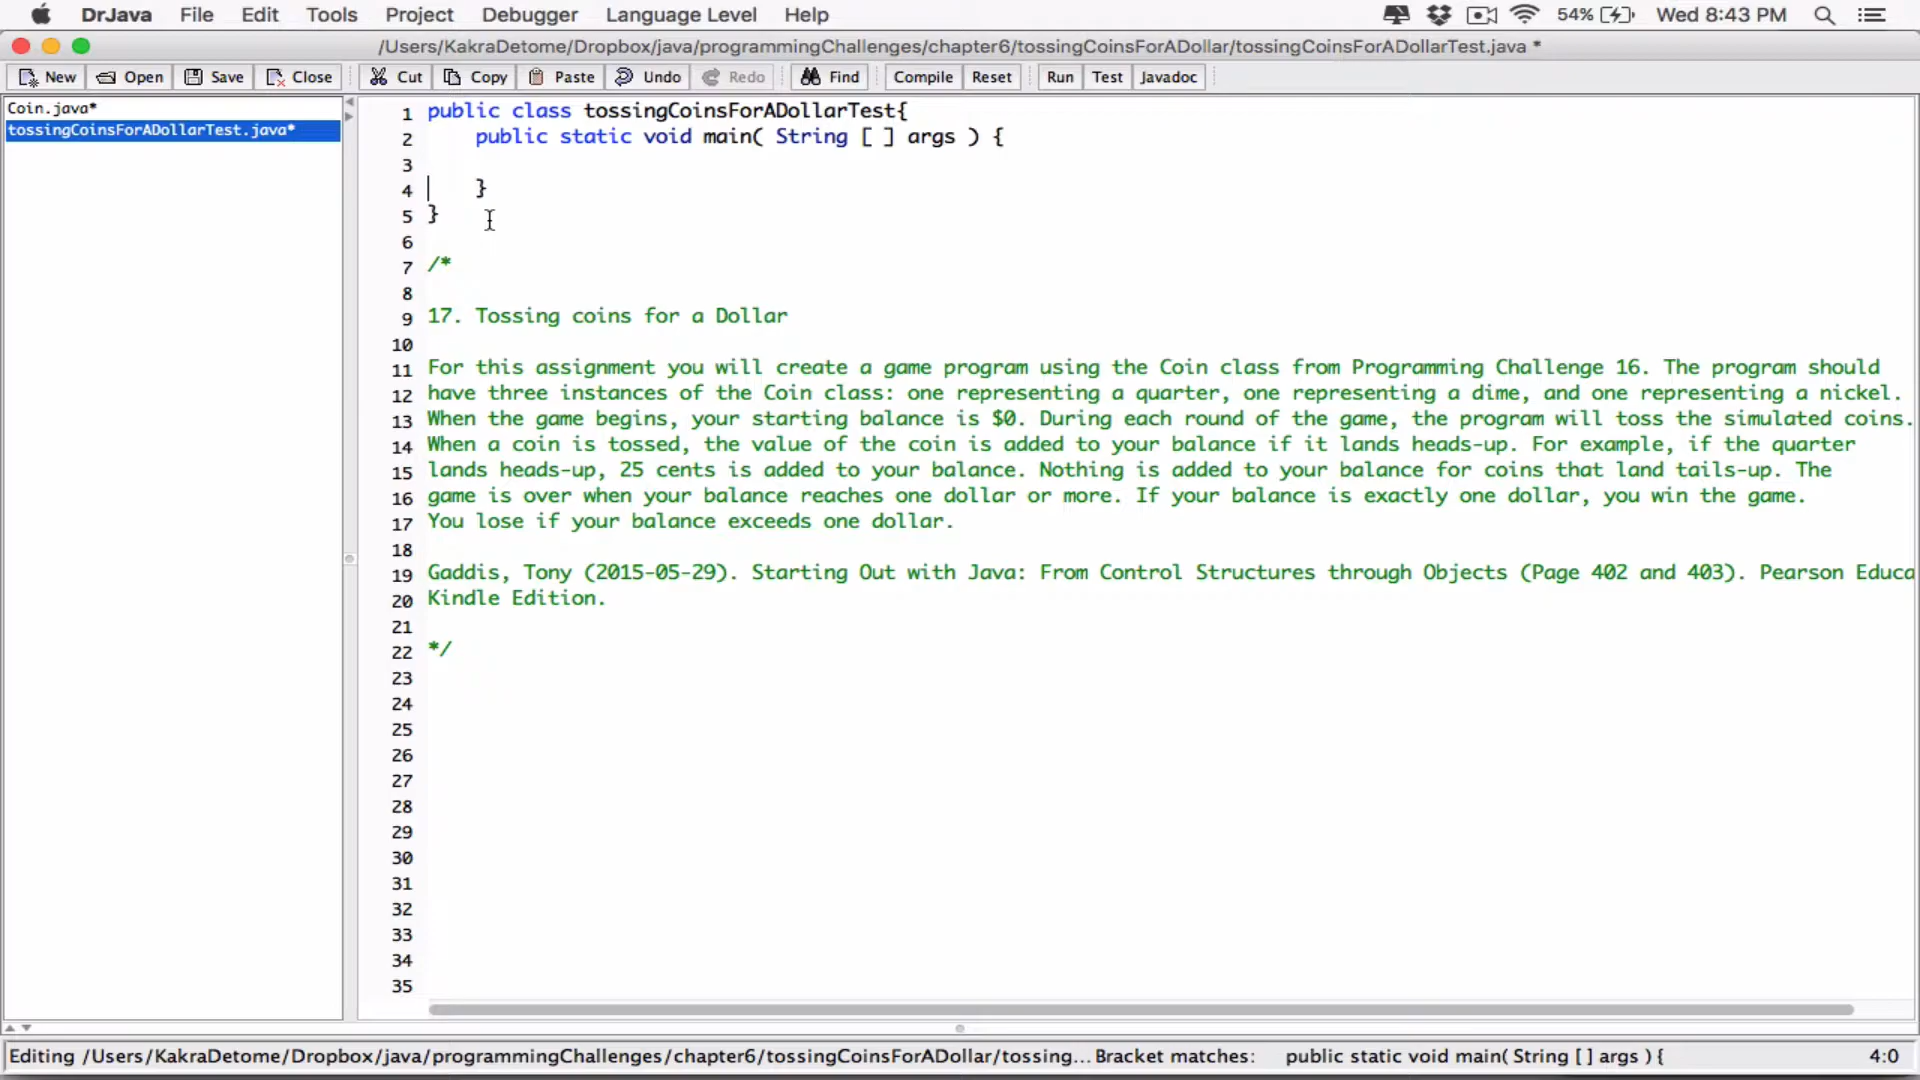 DrJava File Edit Tools Project Debugger Language Level Help 54% Wed 8:43 PM
/Users/KakraDetome/Dropbox/java/programmingChallenges/chapter6/tossingCoinsForADollar/tossingCoinsForADollarTest.java *
New Open Save Close Cut Copy Paste Undo Redo Find Compile Reset Run Test Javadoc
Coin.java*
tossingCoinsForADollarTest.java*
1 public class tossingCoinsForADollarTest{
2 public static void main( String [ ] args ) {
3
4 }
5 }
6
7 /*
8
9 17. Tossing coins for a Dollar
10
11 For this assignment you will create a game program using the Coin class from Programming Challenge 16. The program should
12 have three instances of the Coin class: one representing a quarter, one representing a dime, and one representing a nickel.
13 When the game begins, your starting balance is $0. During each round of the game, the program will toss the simulated coins.
14 When a coin is tossed, the value of the coin is added to your balance if it lands heads-up. For example, if the quarter
15 lands heads-up, 25 cents is added to your balance. Nothing is added to your balance for coins that land tails-up. The
16 game is over when your balance reaches one dollar or more. If your balance is exactly one dollar, you win the game.
17 You lose if your balance exceeds one dollar.
18
19 Gaddis, Tony (2015-05-29). Starting Out with Java: From Control Structures through Objects (Page 402 and 403). Pearson Educa
20 Kindle Edition.
21
22 */
23
24
25
26
27
28
29
30
31
32
33
34
35
Editing /Users/KakraDetome/Dropbox/java/programmingChallenges/chapter6/tossingCoinsForADollar/tossing... Bracket matches: public static void main( String [ ] args ) { 4:0